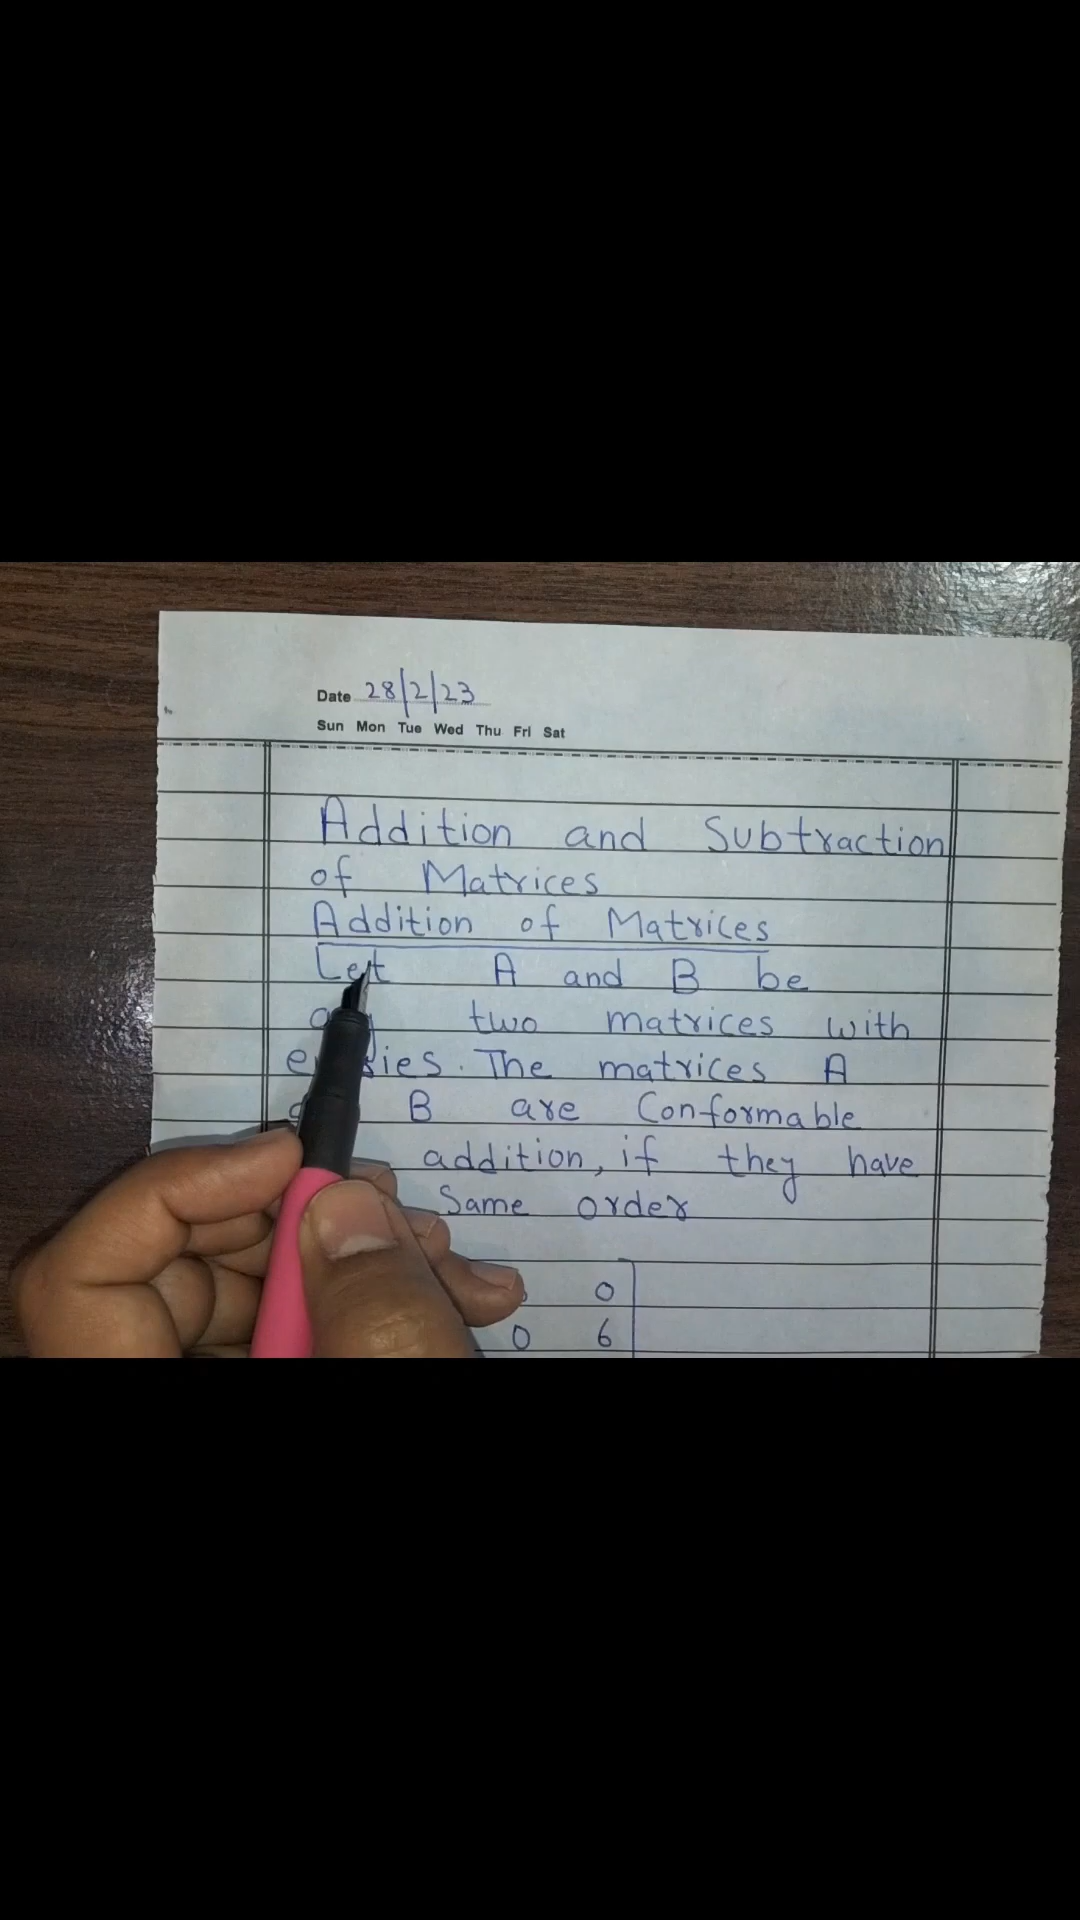 Date 28/2/23
Sun Mon Tue Wed Thu Fri Sat
Addition and Subtraction
of Matrices
Addition of Matrices
Let A and B be
two matrices with
The matrices A
B are Conformable
addition, if they have
Same order
0
0 6